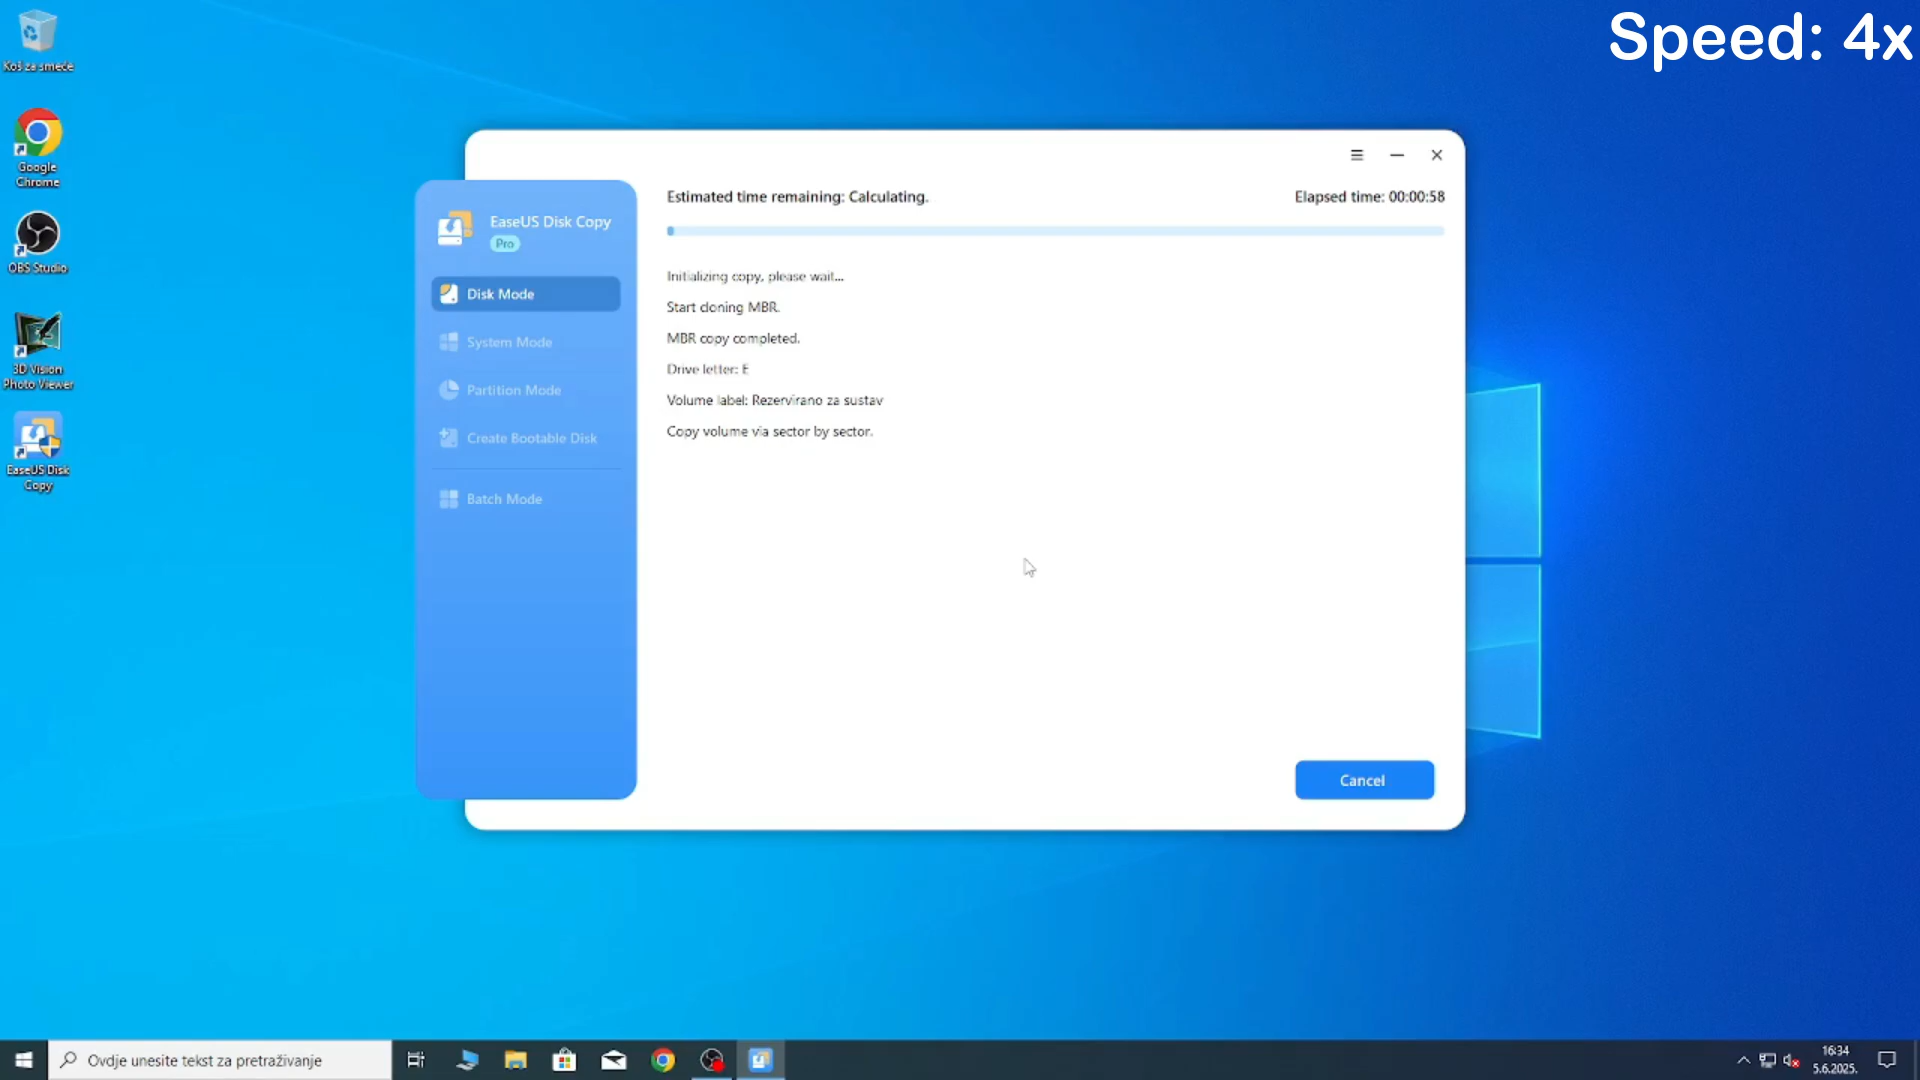 Speed: 4x
Koš za smeće
Google
Chrome
OBS Studio
3D Vision
Photo Viewer
EaseUS Disk
Copy
EaseUS Disk Copy
Pro
Disk Mode
System Mode
Partition Mode
Create Bootable Disk
Batch Mode
Estimated time remaining: Calculating.
Elapsed time: 00:00:58
Initializing copy, please wait...
Start cloning MBR.
MBR copy completed.
Drive letter: E
Volume label: Rezervirano za sustav
Copy volume via sector by sector.
Cancel
Ovdje unesite tekst za pretraživanje
16:34
5.6.2025.